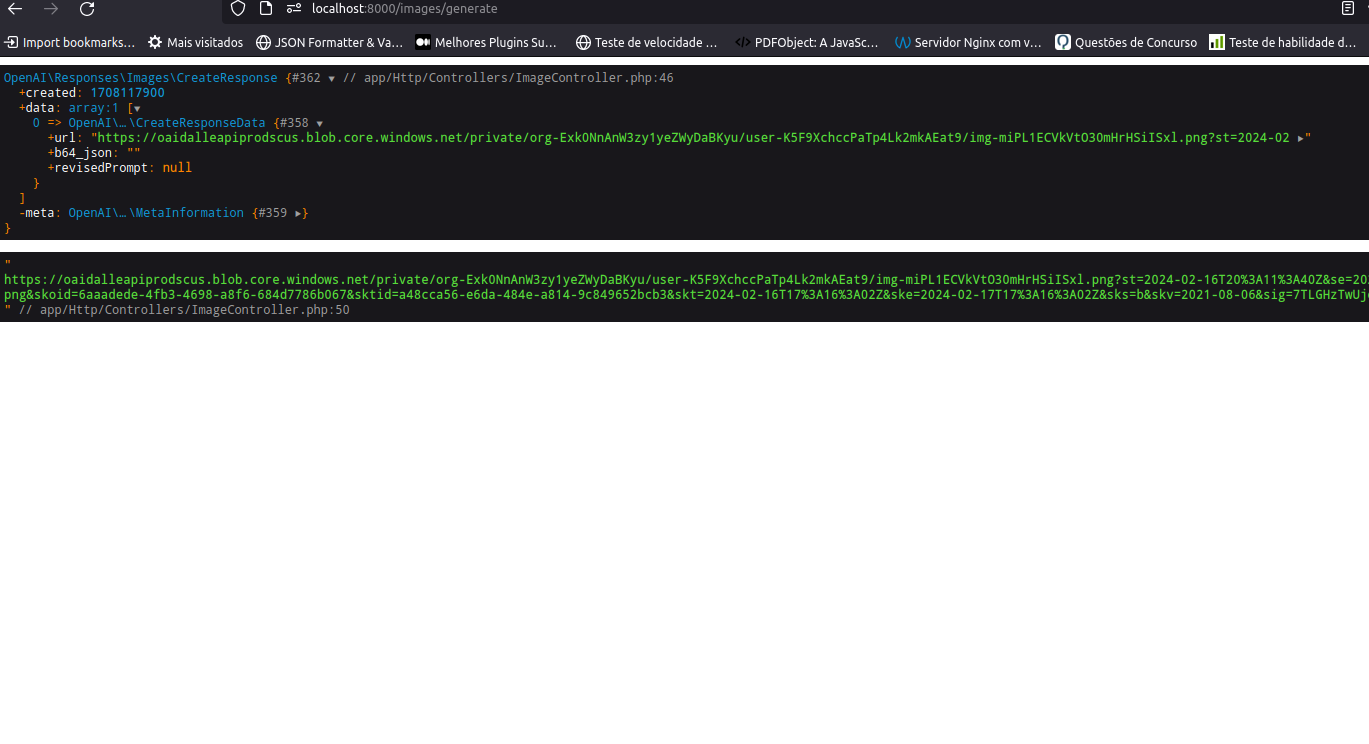 localhost:8000/images/generate
Import bookmarks... Mais visitados JSON Formatter & Va... Melhores Plugins Su... Teste de velocidade ... PDFObject: A JavaSc... Servidor Nginx com v... Questões de Concurso Teste de habilidade d...
OpenAI\Responses\Images\CreateResponse {#362 ▼ // app/Http/Controllers/ImageController.php:46
+created: 1708117900
+data: array:1 [▼
0 => OpenAI\…\CreateResponseData {#358 ▼
+url: "https://oaidalleapiprodscus.blob.core.windows.net/private/org-Exk0NnAnW3zy1yeZWyDaBKyu/user-K5F9XchccPaTp4Lk2mkAEat9/img-miPL1ECVkVtO30mHrHSiISxl.png?st=2024-02 ▶"
+b64_json: ""
+revisedPrompt: null
}
]
-meta: OpenAI\…\MetaInformation {#359 ▶}
}
"
https://oaidalleapiprodscus.blob.core.windows.net/private/org-Exk0NnAnW3zy1yeZWyDaBKyu/user-K5F9XchccPaTp4Lk2mkAEat9/img-miPL1ECVkVtO30mHrHSiISxl.png?st=2024-02-16T20%3A11%3A40Z&se=202
png&skoid=6aaadede-4fb3-4698-a8f6-684d7786b067&sktid=a48cca56-e6da-484e-a814-9c849652bcb3&skt=2024-02-16T17%3A16%3A02Z&ske=2024-02-17T17%3A16%3A02Z&sks=b&skv=2021-08-06&sig=7TLGHzTwUj
" // app/Http/Controllers/ImageController.php:50